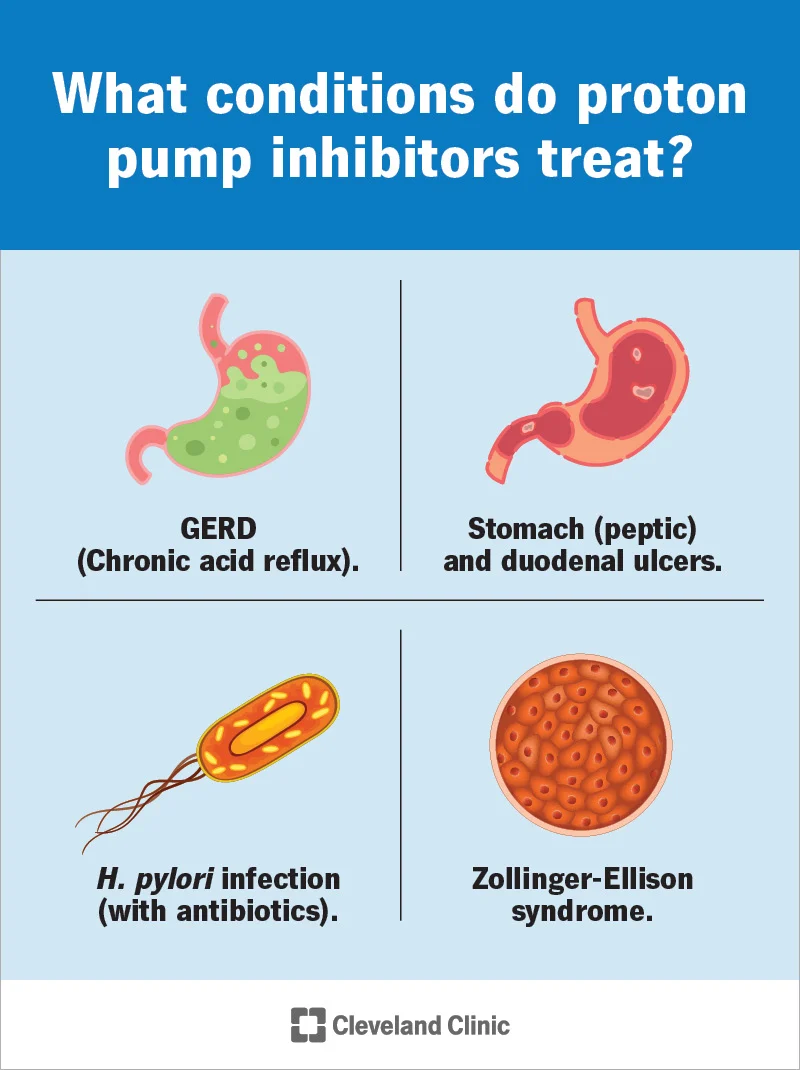 What conditions do proton
pump inhibitors treat?
GERD
(Chronic acid reflux).
Stomach (peptic)
and duodenal ulcers.
H. pylori infection
(with antibiotics).
Zollinger-Ellison
syndrome.
Cleveland Clinic